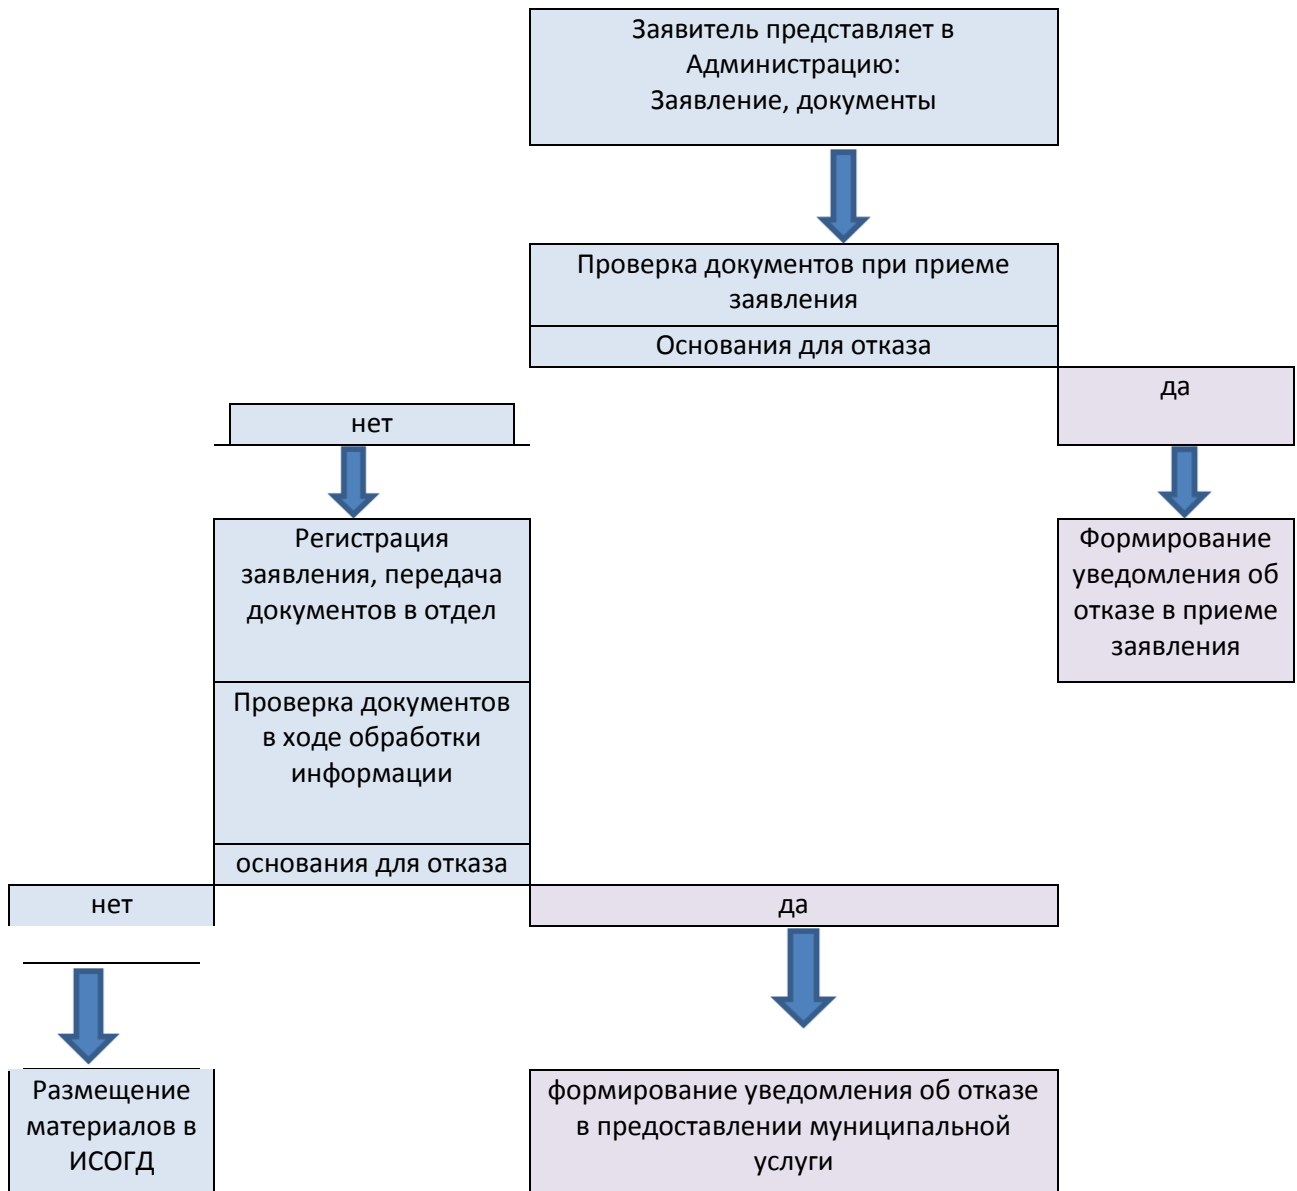 Заявитель представляет в
Администрацию:
Заявление, документы
Проверка документов при приеме
заявления
Основания для отказа
да
нет
Регистрация
заявления, передача
документов в отдел
Формирование
уведомления об
отказе в приеме
заявления
Проверка документов
в ходе обработки
информации
основания для отказа
нет
да
Размещение
материалов в
ИСОГД
формирование уведомления об отказе
в предоставлении муниципальной
услуги